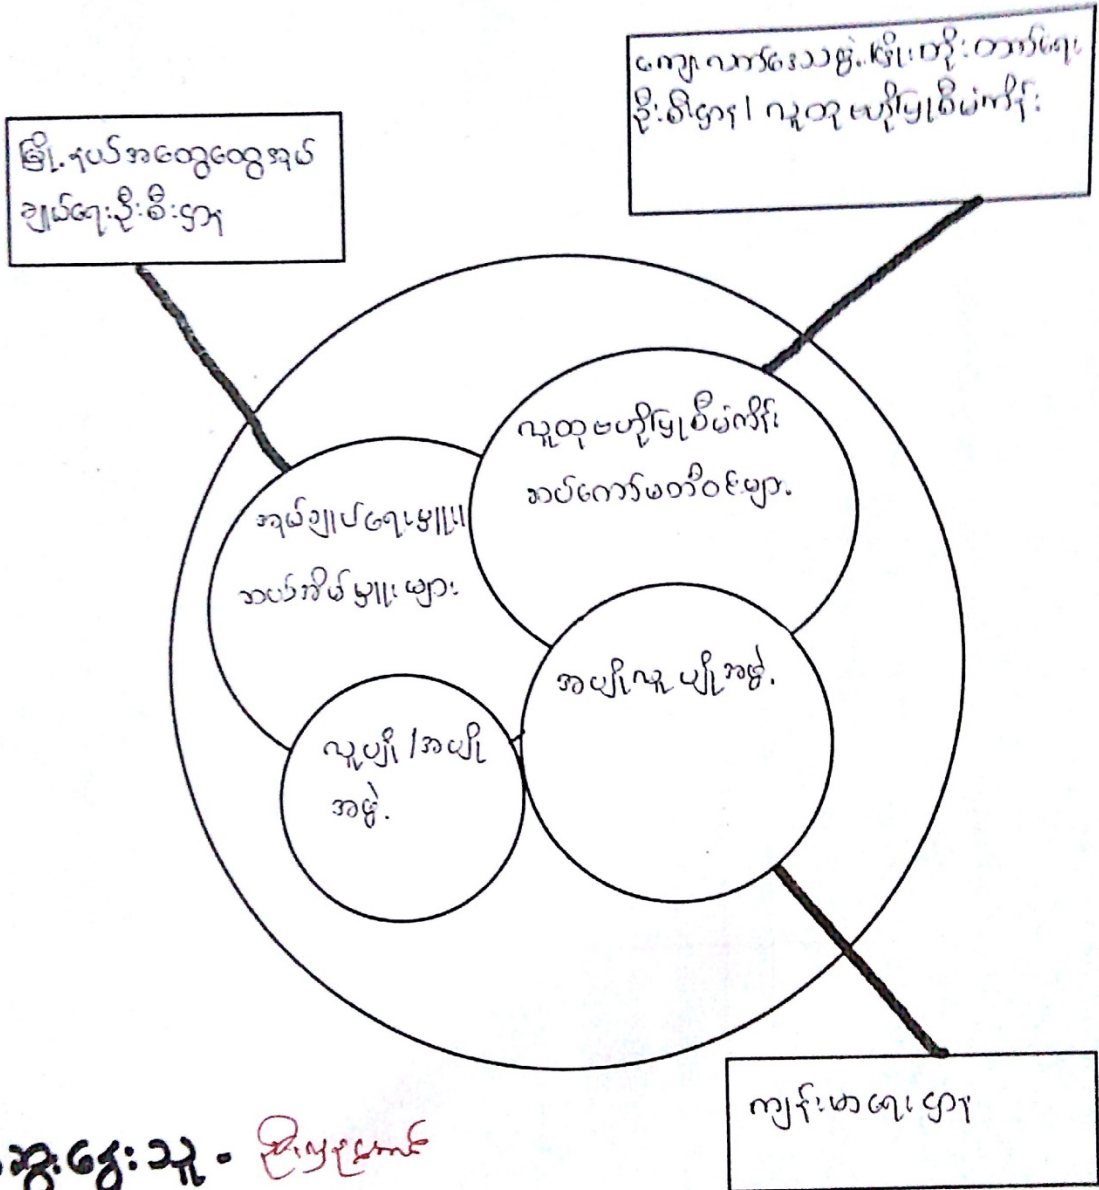 မြို့နယ်အထွေထွေအုပ်
ချုပ်ရေးဦးစီးဌာန
ကျေးလက်ဒေသဖွံ့ဖြိုးတိုးတက်ရေး
ဦးစီးဌာန/ လူထုဗဟိုပြုစီမံကိန်း
လူထုဗဟိုပြုစီမံကိန်း
ကော်မတီဝင်များ
အုပ်ချုပ်ရေးမှူး၊
ဆယ်အိမ်မှူးများ
အပျိုလူပျိုအဖွဲ့
လူပျို/အပျို
အဖွဲ့
ကျန်းမာရေးဌာန
ဆွေးနွေးသူ -